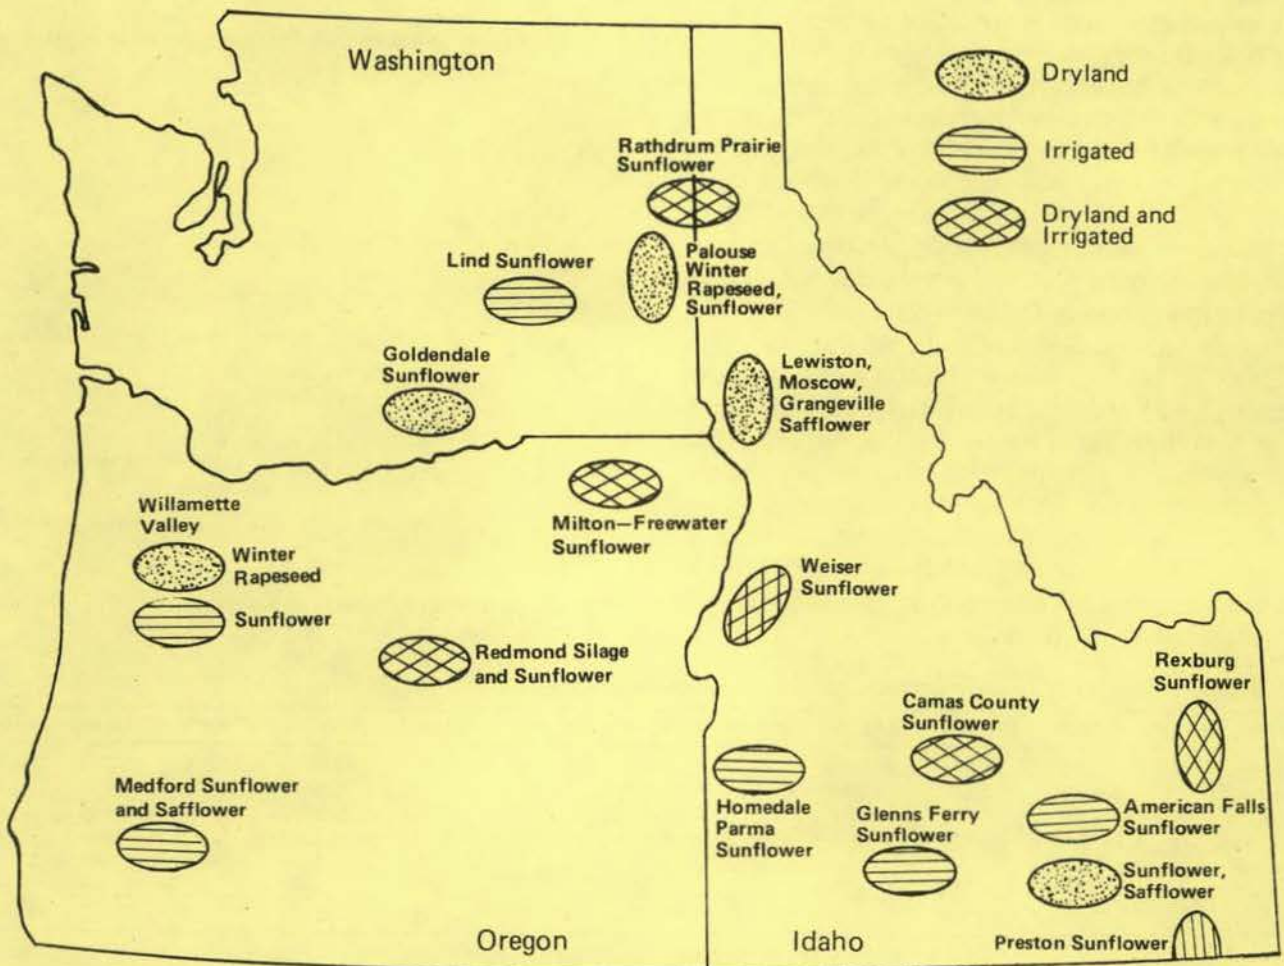 Washington
Dryland
Irrigated
Dryland and
Irrigated
Rathdrum Prairie
Sunflower
Lind Sunflower
Palouse
Winter
Rapeseed,
Sunflower
Goldendale
Sunflower
Lewiston,
Moscow,
Grangeville
Safflower
Willamette
Valley
Winter
Rapeseed
Sunflower
Milton–Freewater
Sunflower
Weiser
Sunflower
Redmond Silage
and Sunflower
Rexburg
Sunflower
Camas County
Sunflower
Medford Sunflower
and Safflower
Homedale
Parma
Sunflower
Glenns Ferry
Sunflower
American Falls
Sunflower
Sunflower,
Safflower
Preston Sunflower
Oregon
Idaho